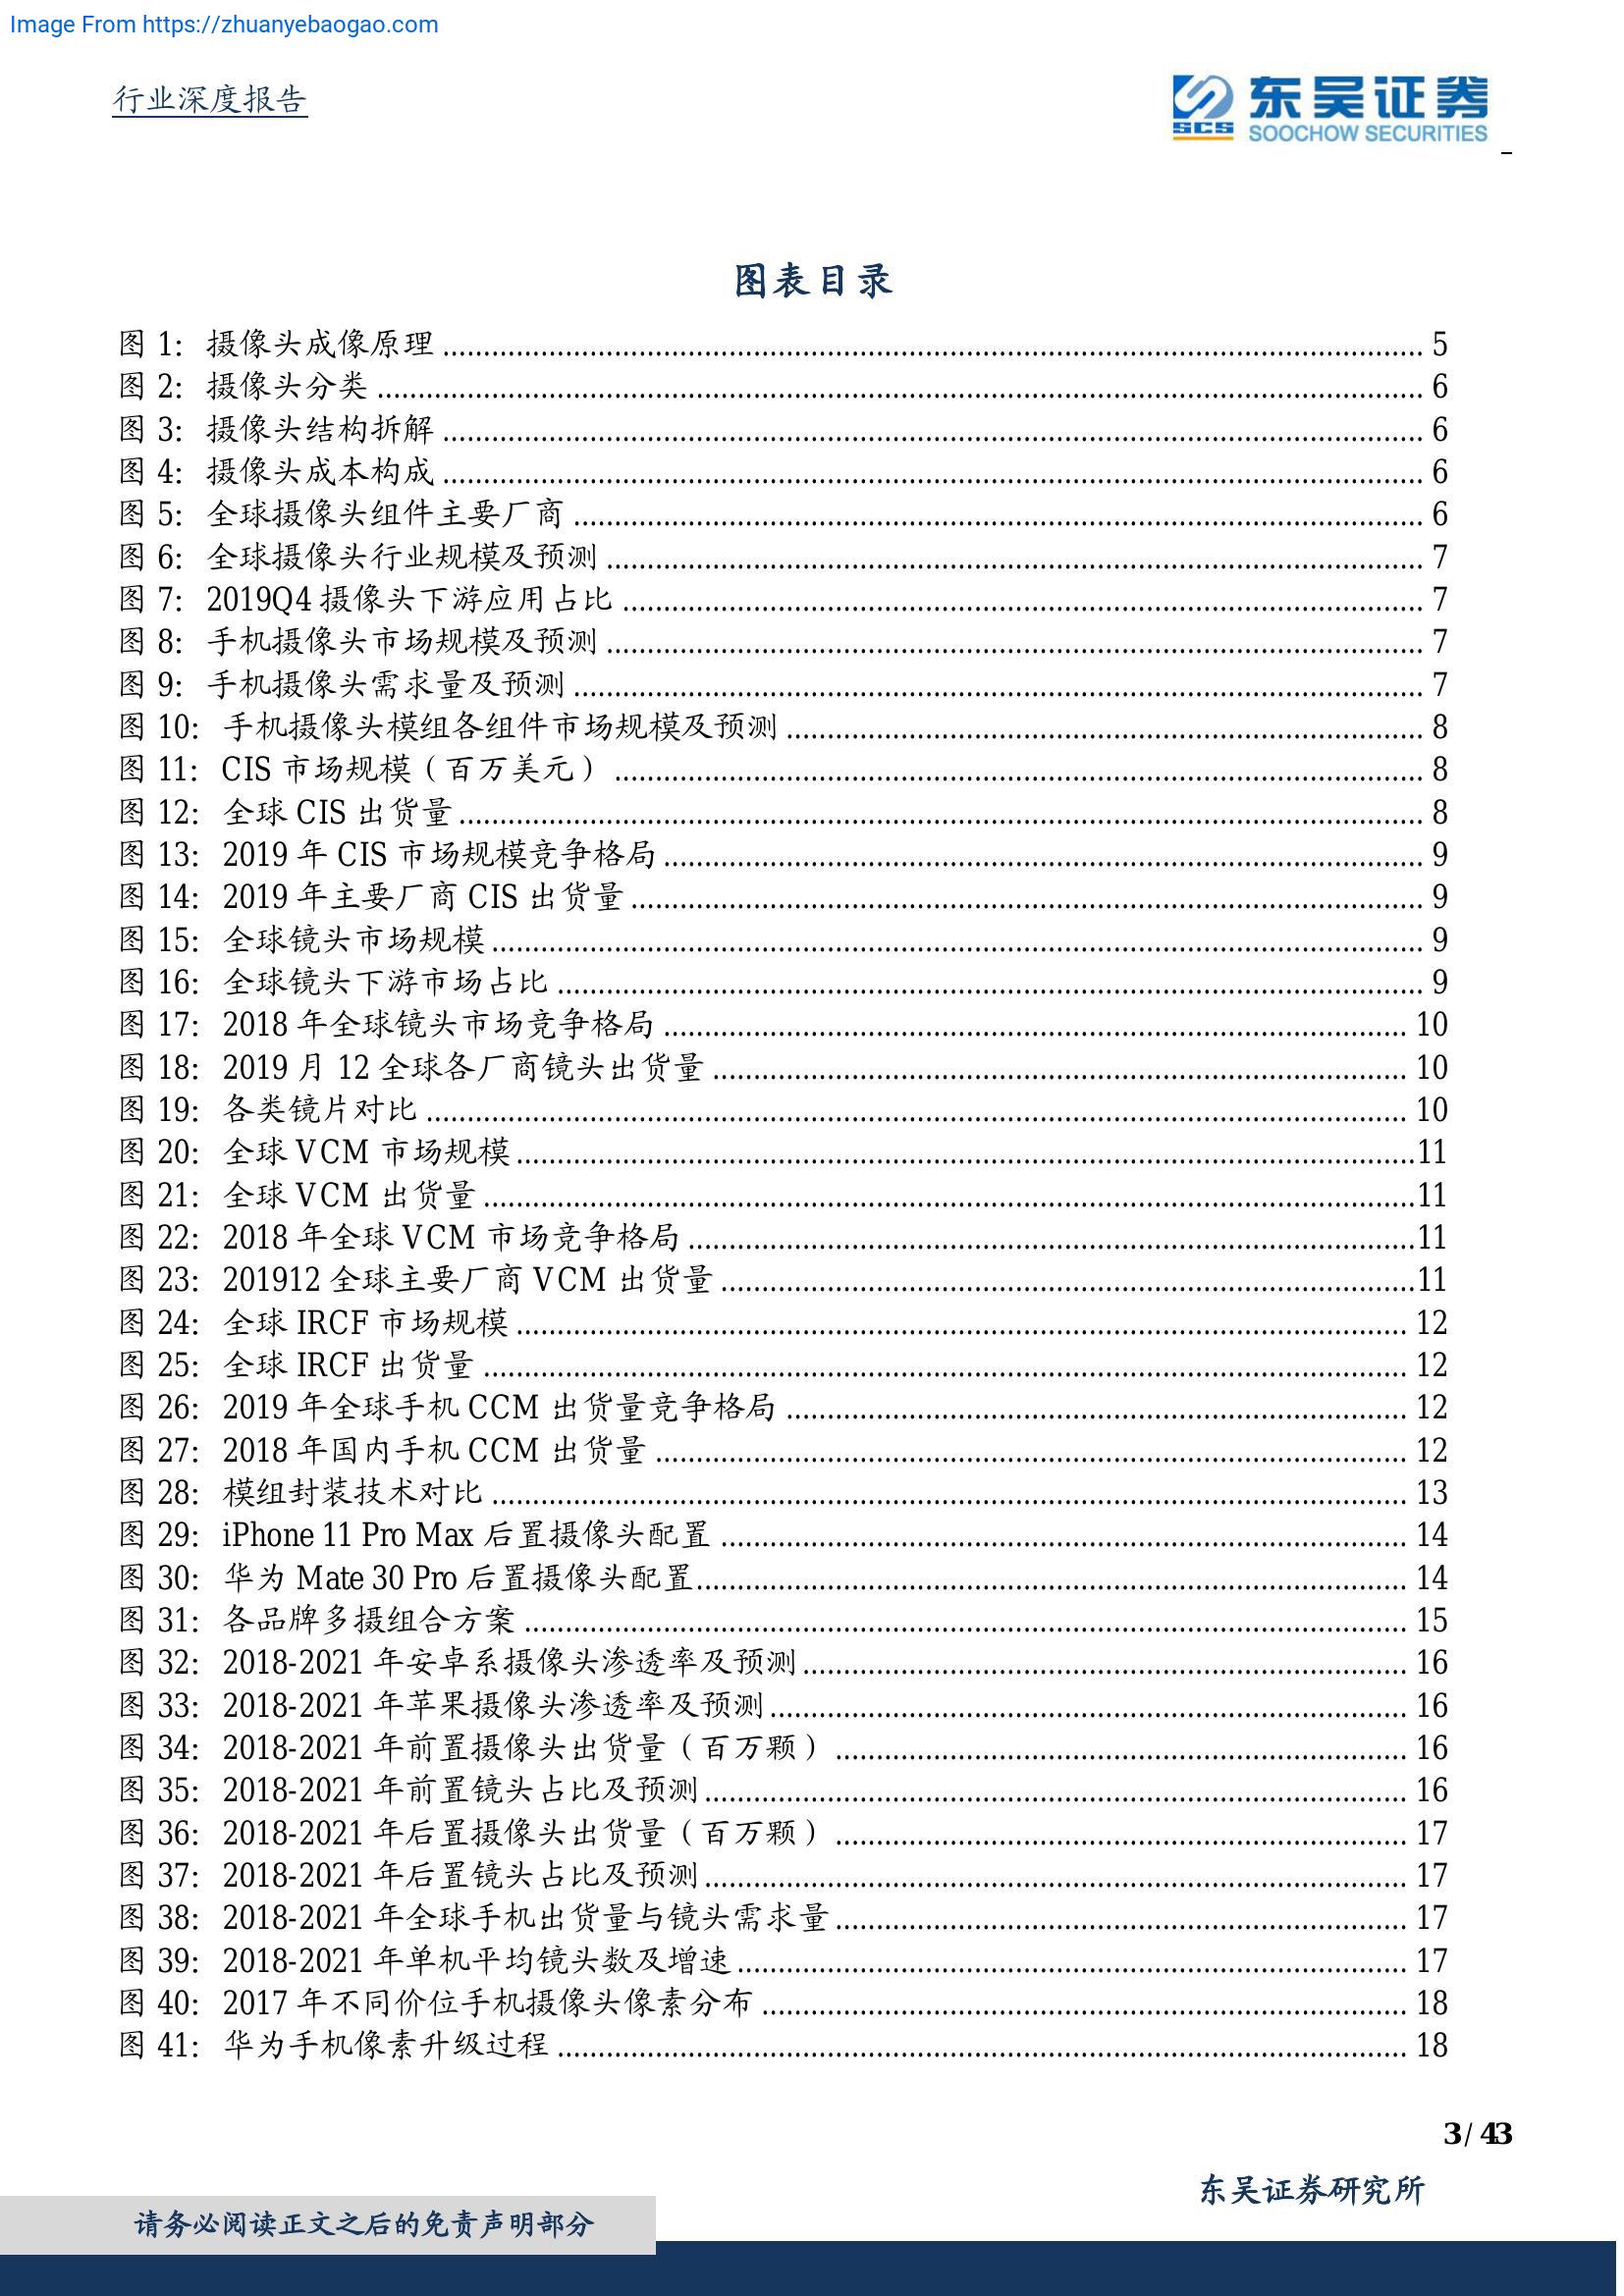 Image From https://zhuanyebaogao.com
行业深度报告
东吴证券
SCS
SOOCHOW SECURITIES
图表目录
图 1: 摄像头成像原理 5
图 2: 摄像头分类 6
图 3: 摄像头结构拆解 6
图 4: 摄像头成本构成 6
图 5: 全球摄像头组件主要厂商 6
图 6: 全球摄像头行业规模及预测 7
图 7: 2019Q4 摄像头下游应用占比 7
图 8: 手机摄像头市场规模及预测 7
图 9: 手机摄像头需求量及预测 7
图 10: 手机摄像头模组各组件市场规模及预测 8
图 11: CIS 市场规模（百万美元） 8
图 12: 全球 CIS 出货量 8
图 13: 2019 年 CIS 市场规模竞争格局 9
图 14: 2019 年主要厂商 CIS 出货量 9
图 15: 全球镜头市场规模 9
图 16: 全球镜头下游市场占比 9
图 17: 2018 年全球镜头市场竞争格局 10
图 18: 2019 月 12 全球各厂商镜头出货量 10
图 19: 各类镜片对比 10
图 20: 全球 VCM 市场规模 11
图 21: 全球 VCM 出货量 11
图 22: 2018 年全球 VCM 市场竞争格局 11
图 23: 201912 全球主要厂商 VCM 出货量 11
图 24: 全球 IRCF 市场规模 12
图 25: 全球 IRCF 出货量 12
图 26: 2019 年全球手机 CCM 出货量竞争格局 12
图 27: 2018 年国内手机 CCM 出货量 12
图 28: 模组封装技术对比 13
图 29: iPhone 11 Pro Max 后置摄像头配置 14
图 30: 华为 Mate 30 Pro 后置摄像头配置 14
图 31: 各品牌多摄组合方案 15
图 32: 2018-2021 年安卓系摄像头渗透率及预测 16
图 33: 2018-2021 年苹果摄像头渗透率及预测 16
图 34: 2018-2021 年前置摄像头出货量（百万颗） 16
图 35: 2018-2021 年前置镜头占比及预测 16
图 36: 2018-2021 年后置摄像头出货量（百万颗） 17
图 37: 2018-2021 年后置镜头占比及预测 17
图 38: 2018-2021 年全球手机出货量与镜头需求量 17
图 39: 2018-2021 年单机平均镜头数及增速 17
图 40: 2017 年不同价位手机摄像头像素分布 18
图 41: 华为手机像素升级过程 18
3 / 43
东吴证券研究所
请务必阅读正文之后的免责声明部分